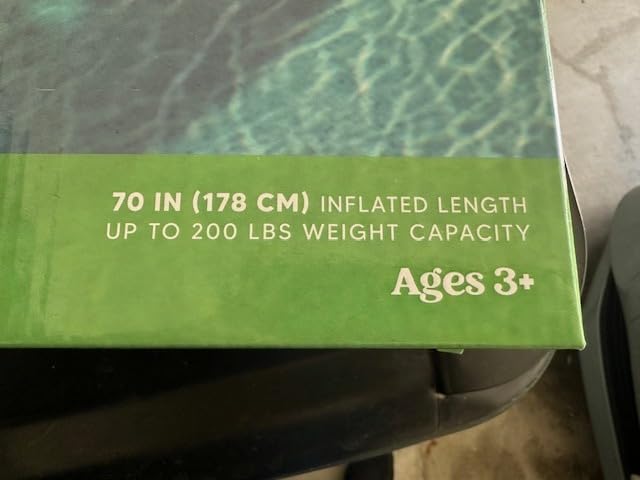 70 IN (178 CM) INFLATED LENGTH
UP TO 200 LBS WEIGHT CAPACITY
Ages 3+